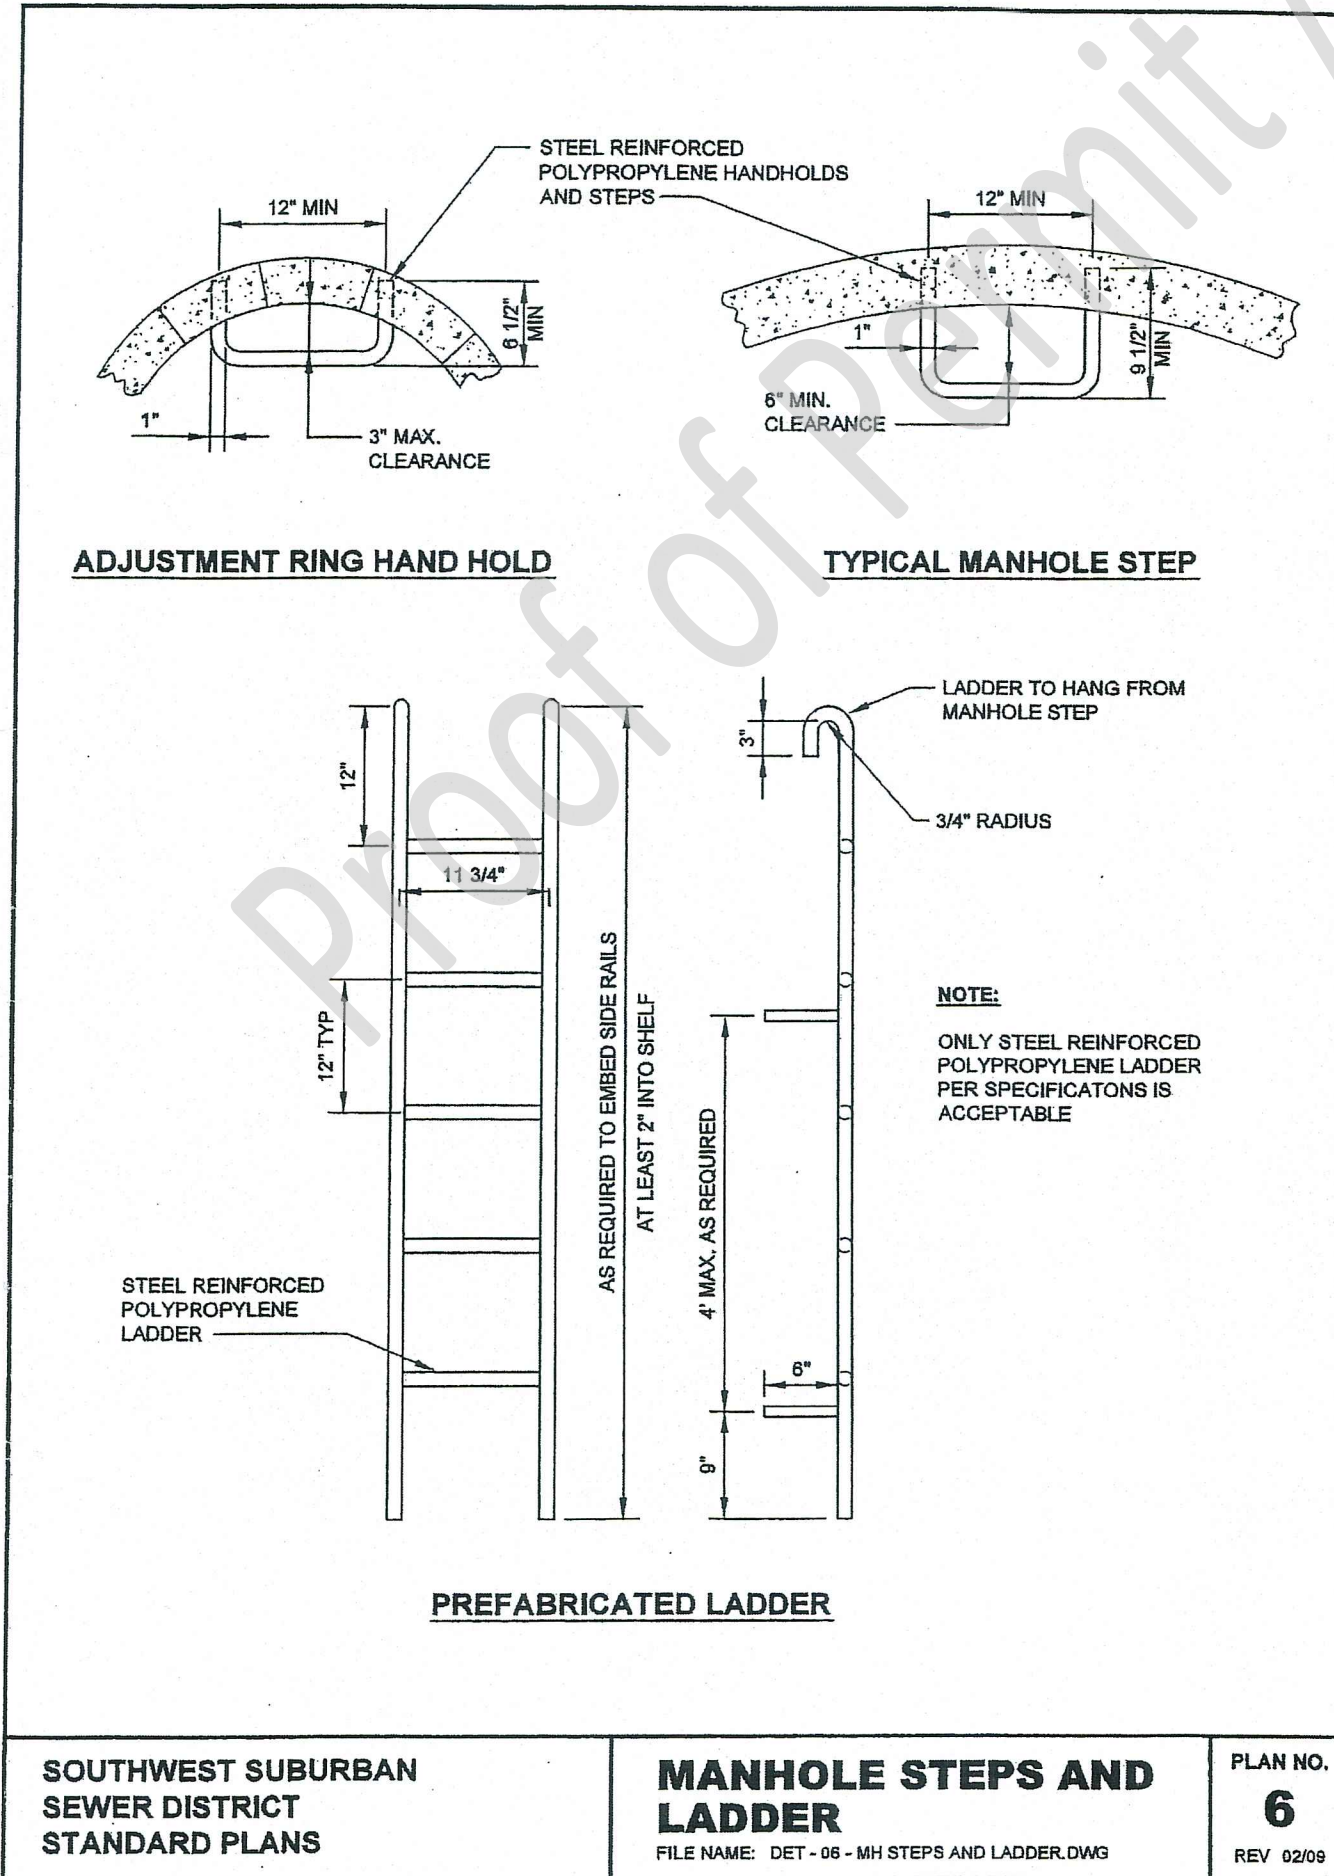 Proof of Permit
STEEL REINFORCED
POLYPROPYLENE HANDHOLDS
AND STEPS
12" MIN
6 1/2"
MIN
1"
3" MAX.
CLEARANCE
12" MIN
1"
9 1/2"
MIN
6" MIN.
CLEARANCE
ADJUSTMENT RING HAND HOLD
TYPICAL MANHOLE STEP
12"
11 3/4"
12" TYP
AS REQUIRED TO EMBED SIDE RAILS
AT LEAST 2" INTO SHELF
STEEL REINFORCED
POLYPROPYLENE
LADDER
3"
LADDER TO HANG FROM
MANHOLE STEP
3/4" RADIUS
4' MAX, AS REQUIRED
6"
9"
NOTE:
ONLY STEEL REINFORCED
POLYPROPYLENE LADDER
PER SPECIFICATONS IS
ACCEPTABLE
PREFABRICATED LADDER
SOUTHWEST SUBURBAN
SEWER DISTRICT
STANDARD PLANS
MANHOLE STEPS AND
LADDER
FILE NAME: DET - 06 - MH STEPS AND LADDER.DWG
PLAN NO.
6
REV 02/09